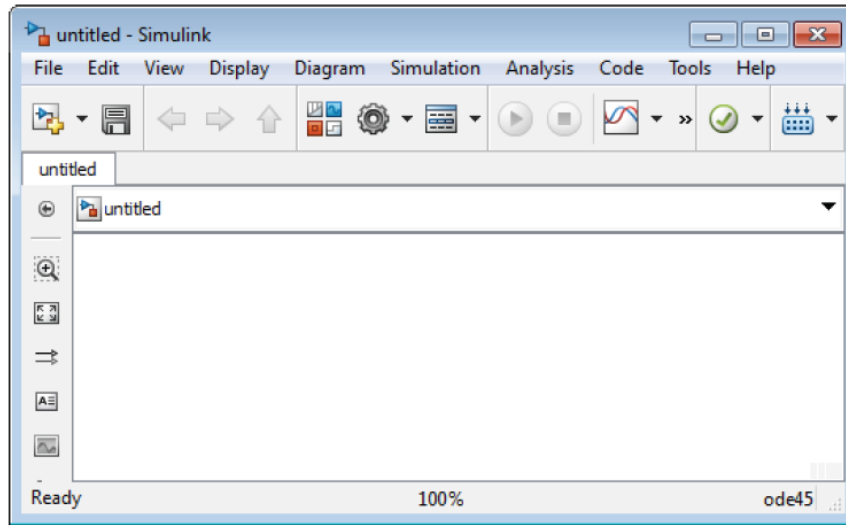 untitled - Simulink
File Edit View Display Diagram Simulation Analysis Code Tools Help
»
untitled
untitled
A
Ready 100% ode45